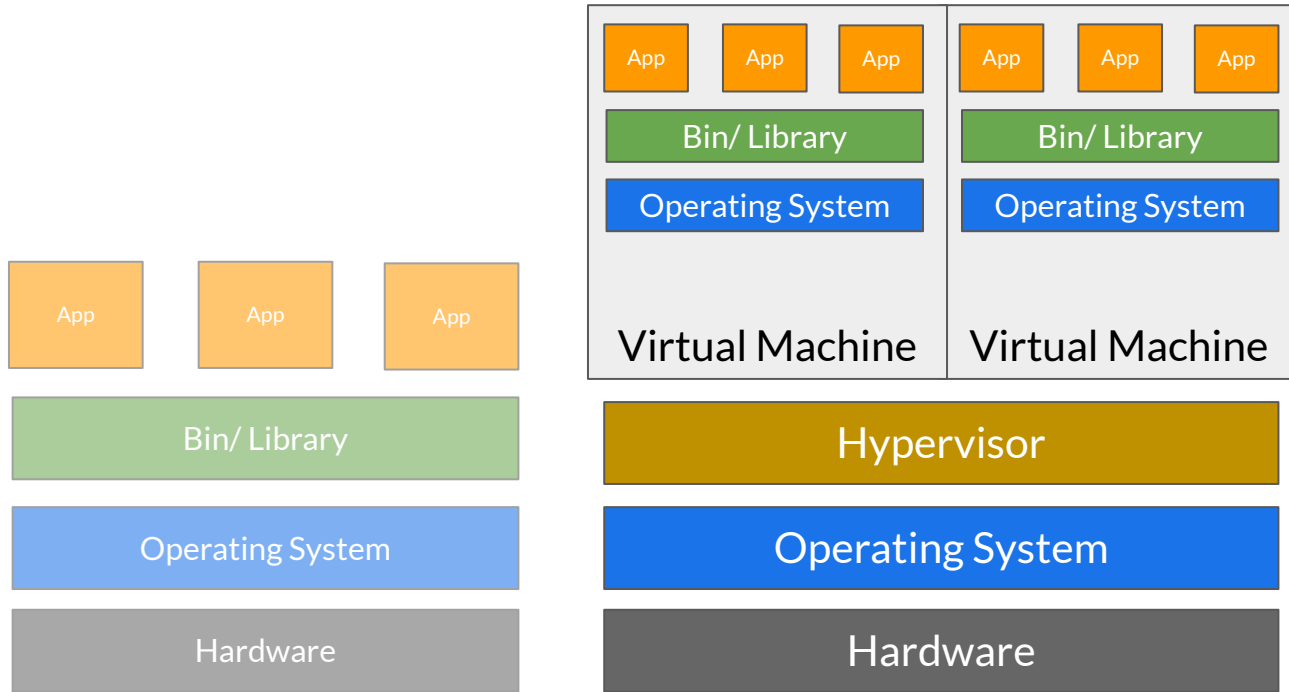 App
App
App
Bin/ Library
Operating System
Hardware
App
App
App
Bin/ Library
Operating System
Virtual Machine
App
App
App
Bin/ Library
Operating System
Virtual Machine
Hypervisor
Operating System
Hardware